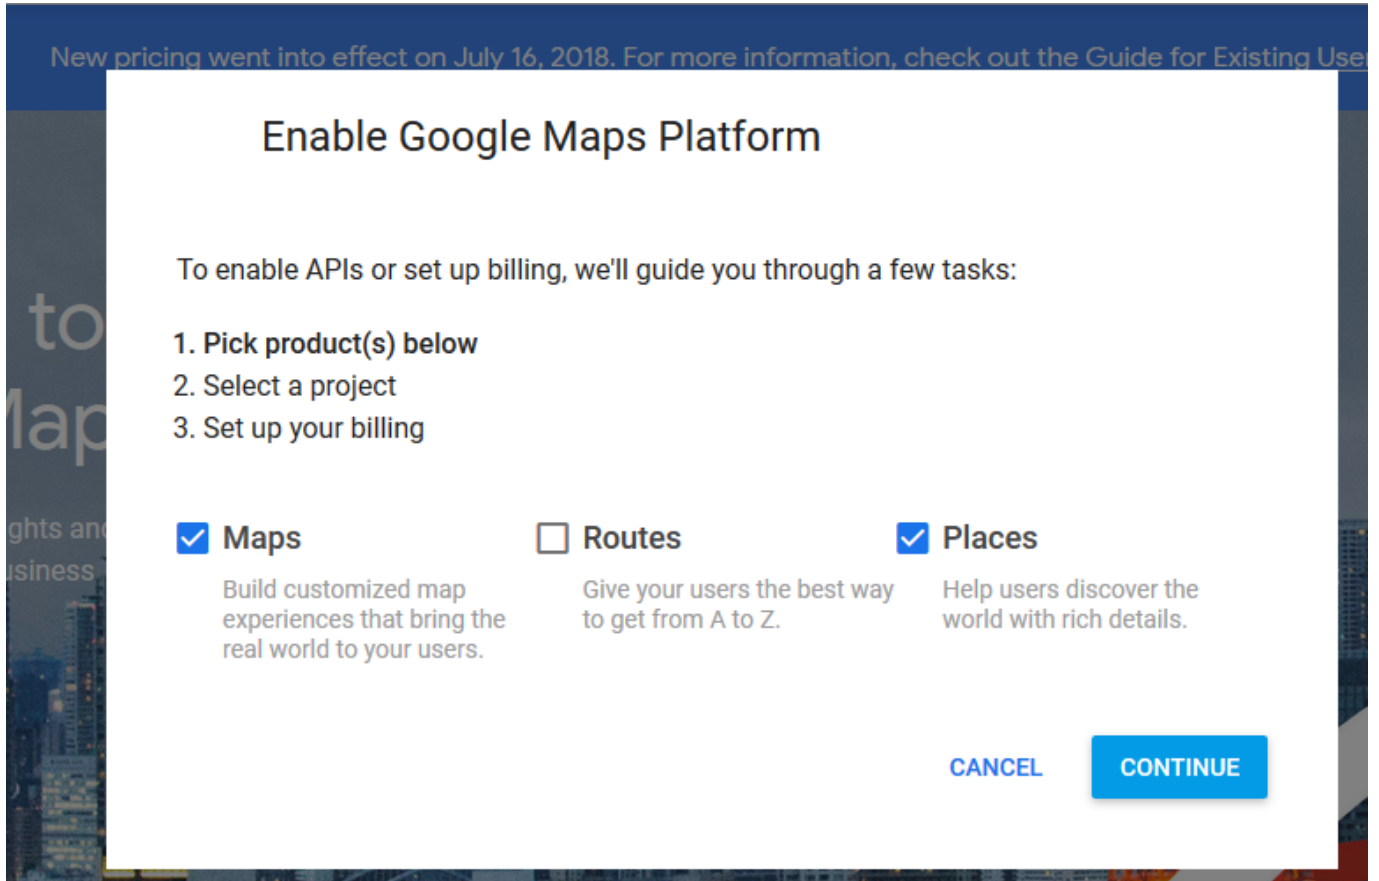 New pricing went into effect on July 16, 2018. For more information, check out the Guide for Existing
Enable Google Maps Platform
To enable APIs or set up billing, we'll guide you through a few tasks:
to
1. Pick product(s) below
2. Select a project
3. Set up your billing
Maps
Build customized map
experiences that bring the
real world to your users.
Routes
Give your users the best way
to get from A to Z.
Places
Help users discover the
world with rich details.
CANCEL
CONTINUE